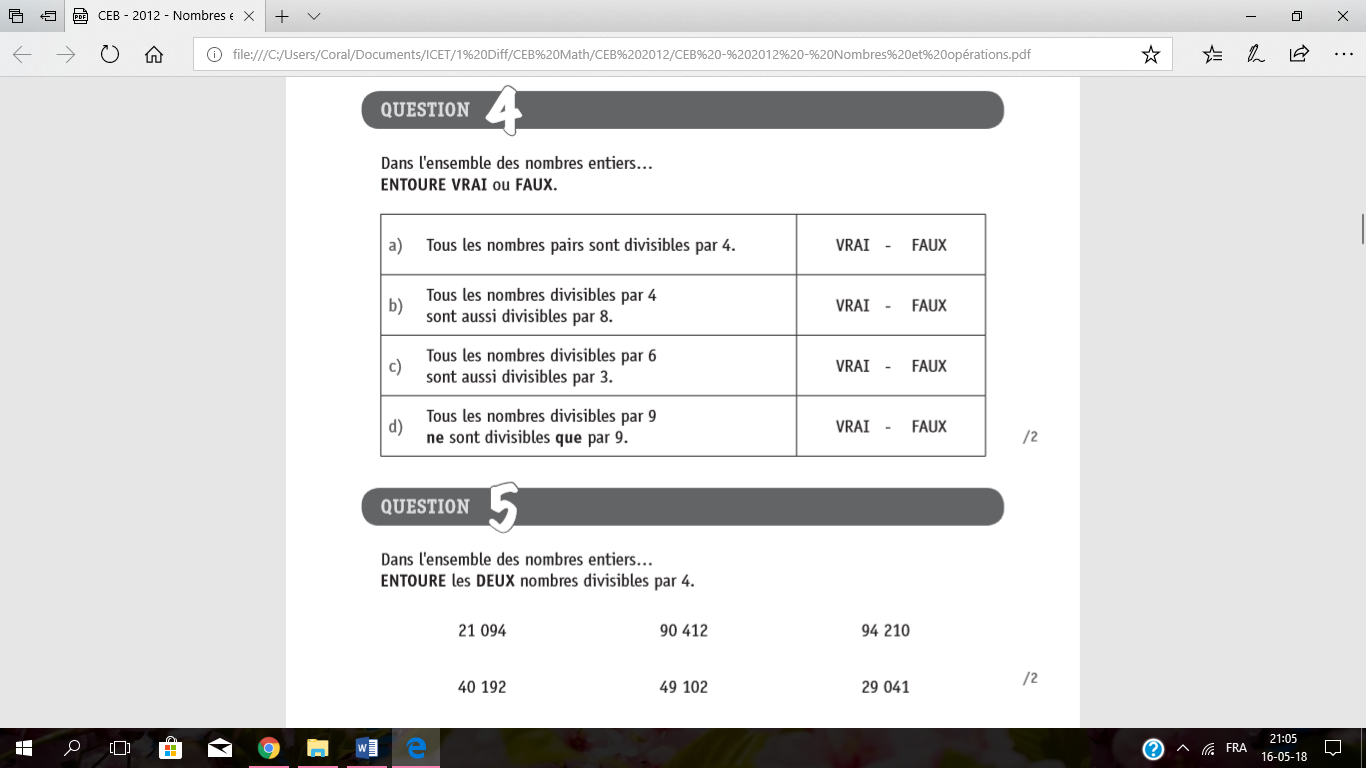 CEB - 2012 - Nombres e
file:///C:/Users/Coral/Documents/ICET/1%20Diff/CEB%20Math/CEB%202012/CEB%20-%202012%20-%20Nombres%20et%20opérations.pdf
QUESTION 4
Dans l'ensemble des nombres entiers...
ENTOURE VRAI ou FAUX.
a) Tous les nombres pairs sont divisibles par 4. VRAI - FAUX
b) Tous les nombres divisibles par 4
sont aussi divisibles par 8. VRAI - FAUX
c) Tous les nombres divisibles par 6
sont aussi divisibles par 3. VRAI - FAUX
d) Tous les nombres divisibles par 9
ne sont divisibles que par 9. VRAI - FAUX
/2
QUESTION 5
Dans l'ensemble des nombres entiers...
ENTOURE les DEUX nombres divisibles par 4.
21 094 90 412 94 210
40 192 49 102 29 041
/2
FRA
21:05
16-05-18